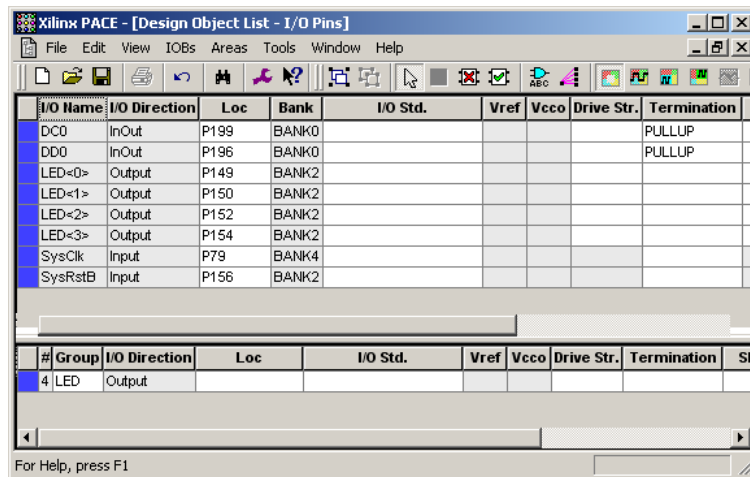 Xilinx PACE - [Design Object List - I/O Pins]
File Edit View IOBs Areas Tools Window Help
ABC
I/O Name I/O Direction Loc Bank I/O Std. Vref Vcco Drive Str. Termination
DC0 InOut P199 BANK0 PULLUP
DD0 InOut P196 BANK0 PULLUP
LED<0> Output P149 BANK2
LED<1> Output P150 BANK2
LED<2> Output P152 BANK2
LED<3> Output P154 BANK2
SysClk Input P79 BANK4
SysRstB Input P156 BANK2
# Group I/O Direction Loc I/O Std. Vref Vcco Drive Str. Termination Sl
4 LED Output
For Help, press F1